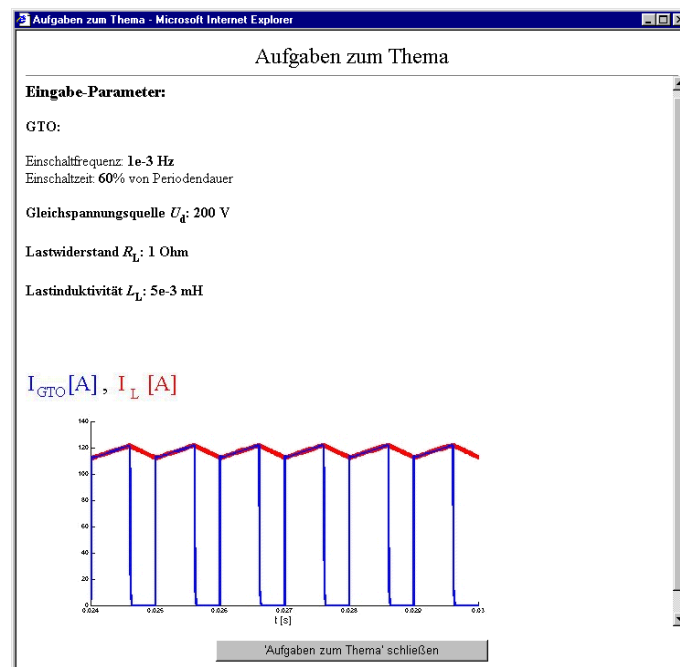 Aufgaben zum Thema - Microsoft Internet Explorer
Aufgaben zum Thema
Eingabe-Parameter:
GTO:
Einschaltfrequenz: 1e-3 Hz
Einschaltzeit: 60% von Periodendauer
Gleichspannungsquelle Ud: 200 V
Lastwiderstand RL: 1 Ohm
Lastinduktivität LL: 5e-3 mH
IGTO[A] , IL [A]
140
120
100
80
60
40
20
0
0.024 0.025 0.026 0.027 0.028 0.029 0.03
t [s]
'Aufgaben zum Thema' schließen